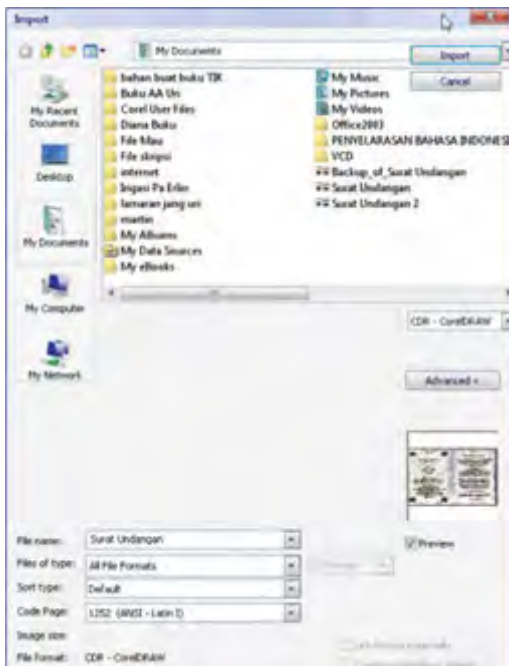 Import
My Documents
Import
Cancel
My Recent Documents
Desktop
My Documents
My Computer
My Network
bahan buat buku TIK
Buku AA Uri
Corel User Files
Diana Buku
File Mau
File skripsi
internet
Irigasi Pa Erlin
lamaran jang uri
martin
My Albums
My Data Sources
My eBooks
My Music
My Pictures
My Videos
Office2003
PENYELARASAN BAHASA INDONESI
VCD
Backup_of_Surat Undangan
Surat Undangan
Surat Undangan 2
CDR - CorelDRAW
Advanced <
Preview
File name: Surat Undangan
Files of type: All File Formats
Sort type: Default
Code Page: 1252 (ANSI - Latin I)
Image size:
File Format: CDR - CorelDRAW